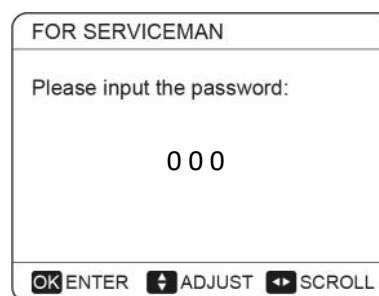 FOR SERVICEMAN
Please input the password:
0 0 0
OK ENTER ADJUST SCROLL